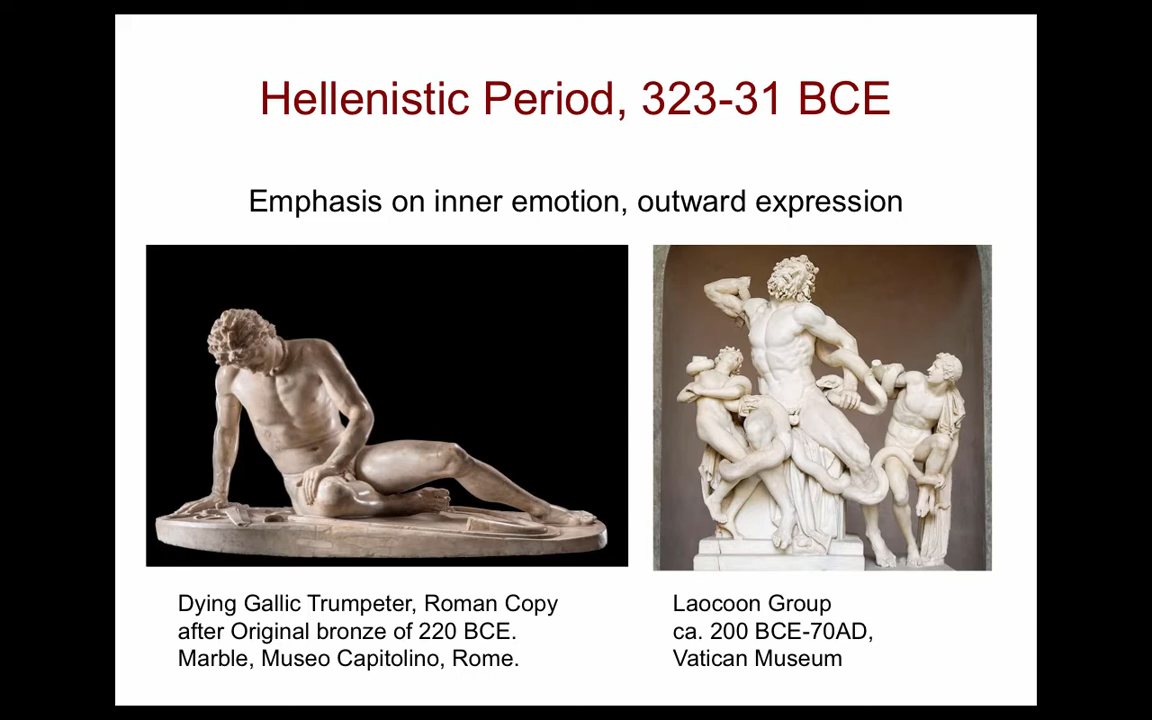 Hellenistic Period, 323-31 BCE
Emphasis on inner emotion, outward expression
Dying Gallic Trumpeter, Roman Copy
after Original bronze of 220 BCE.
Marble, Museo Capitolino, Rome.
Laocoon Group
ca. 200 BCE-70AD,
Vatican Museum